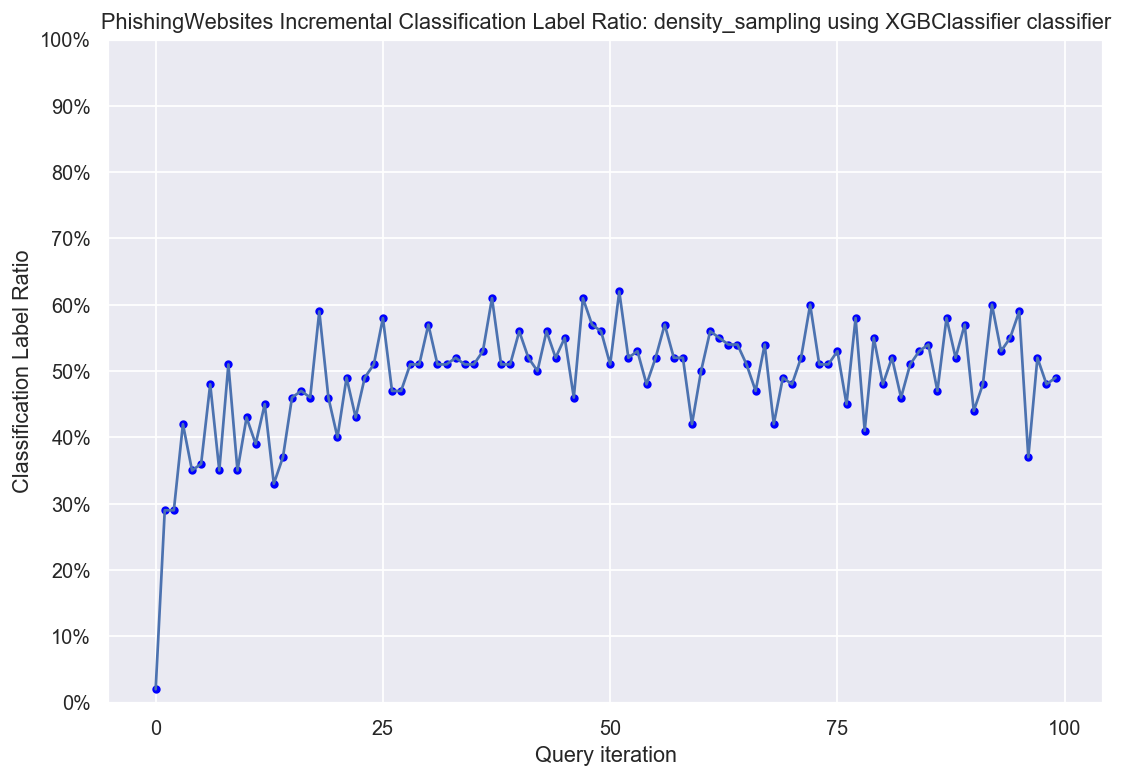 PhishingWebsites Incremental Classification Label Ratio: density_sampling using XGBClassifier classifier
100%
90%
80%
70%
60%
50%
40%
30%
20%
10%
0%
Classification Label Ratio
0 25 50 75 100
Query iteration